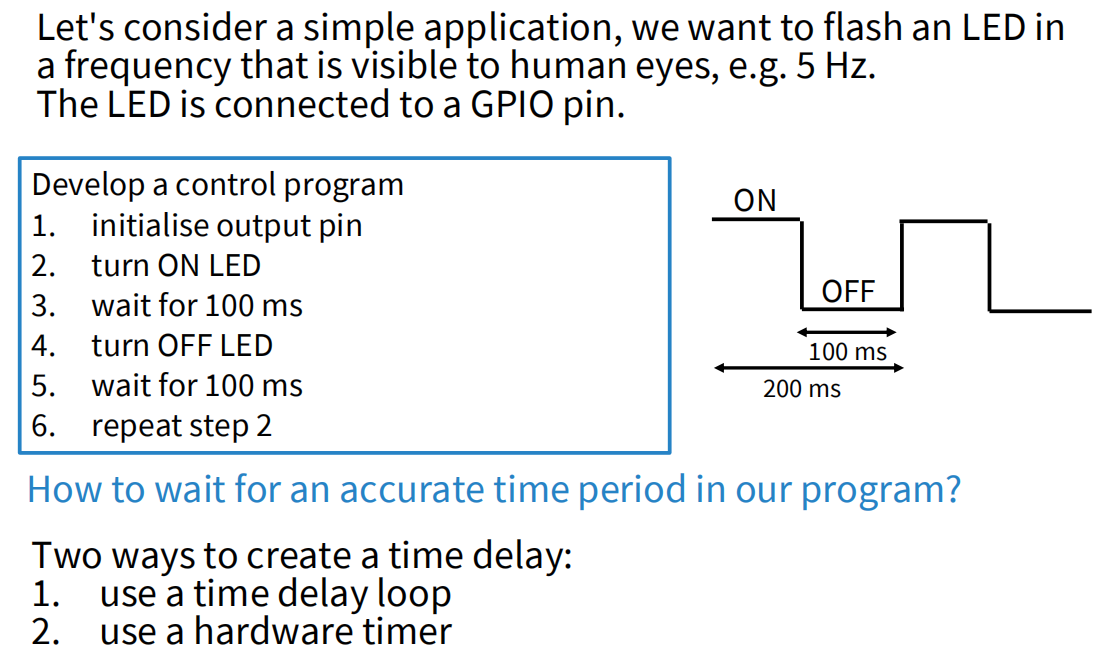 Let's consider a simple application, we want to flash an LED in
a frequency that is visible to human eyes, e.g. 5 Hz.
The LED is connected to a GPIO pin.
Develop a control program
1. initialise output pin
2. turn ON LED
3. wait for 100 ms
4. turn OFF LED
5. wait for 100 ms
6. repeat step 2
ON
OFF
100 ms
200 ms
How to wait for an accurate time period in our program?
Two ways to create a time delay:
1. use a time delay loop
2. use a hardware timer